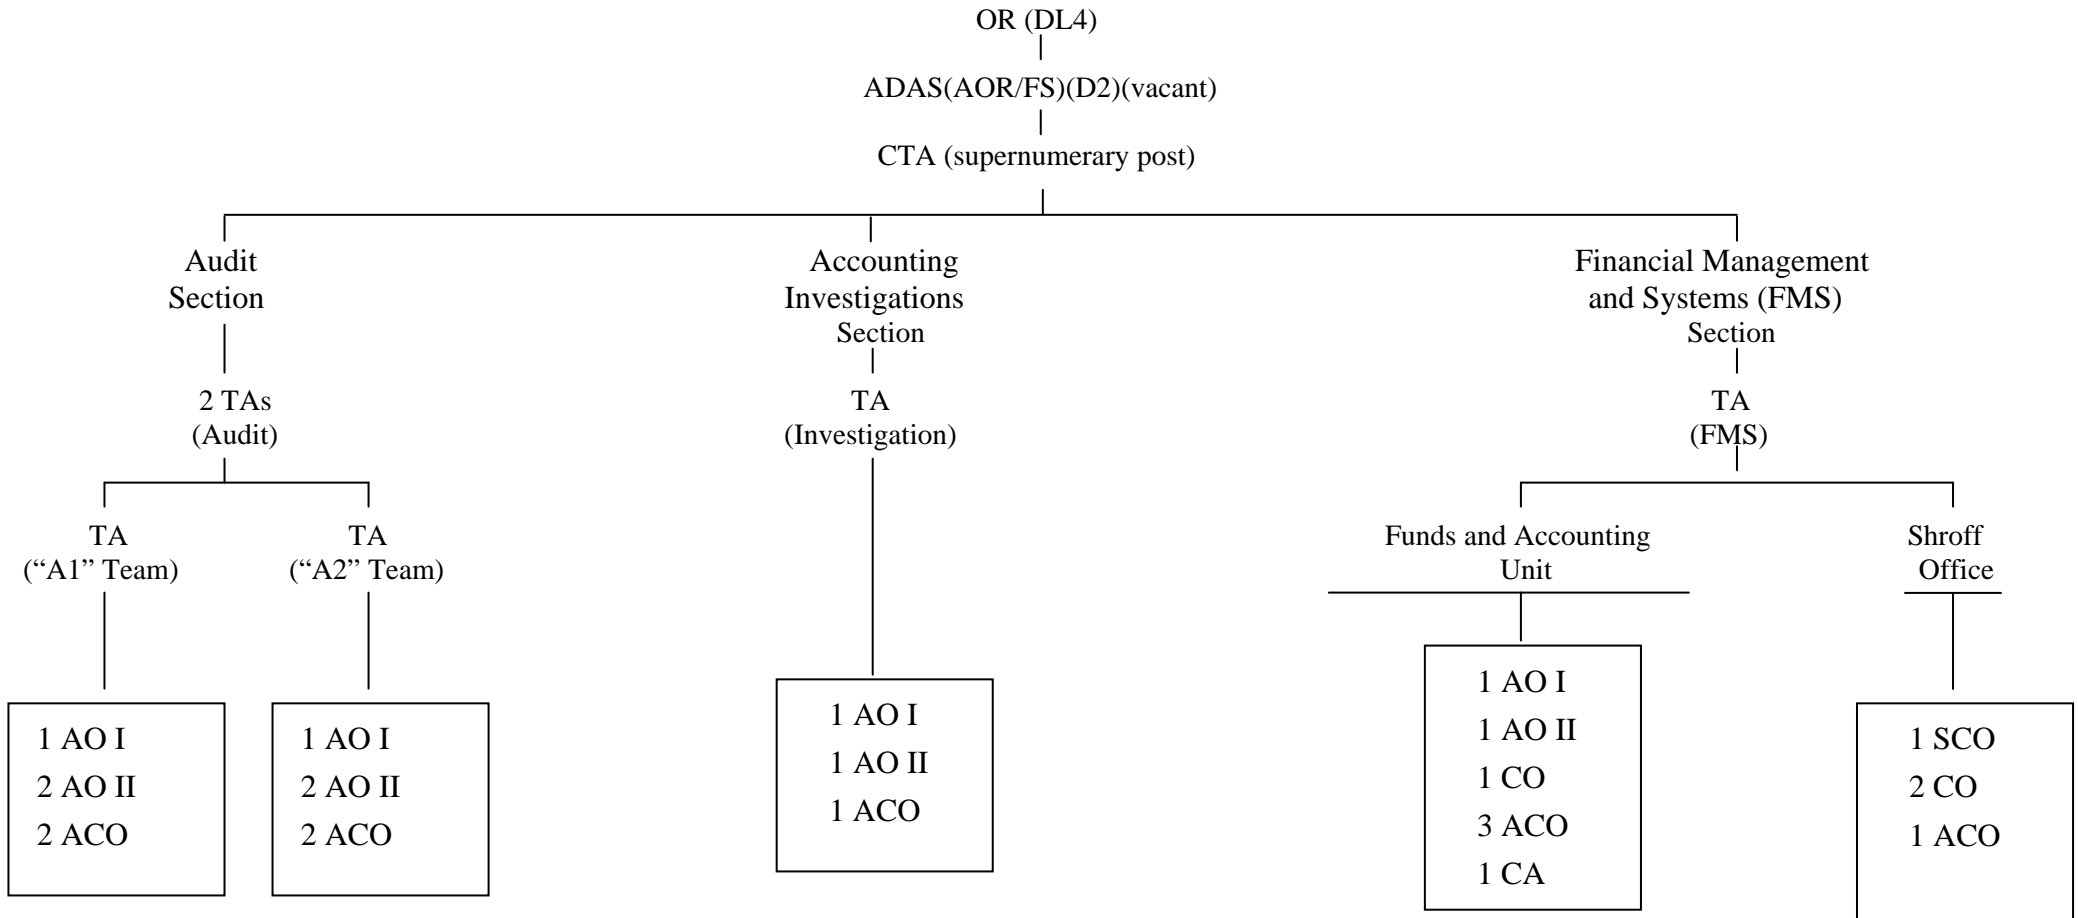 OR (DL4)
ADAS(AOR/FS)(D2)(vacant)
CTA (supernumerary post)
Audit
Section
2 TAs
(Audit)
TA
(“A1” Team)
1 AO I
2 AO II
2 ACO
TA
(“A2” Team)
1 AO I
2 AO II
2 ACO
Accounting
Investigations
Section
TA
(Investigation)
1 AO I
1 AO II
1 ACO
Financial Management
and Systems (FMS)
Section
TA
(FMS)
Funds and Accounting
Unit
1 AO I
1 AO II
1 CO
3 ACO
1 CA
Shroff
Office
1 SCO
2 CO
1 ACO